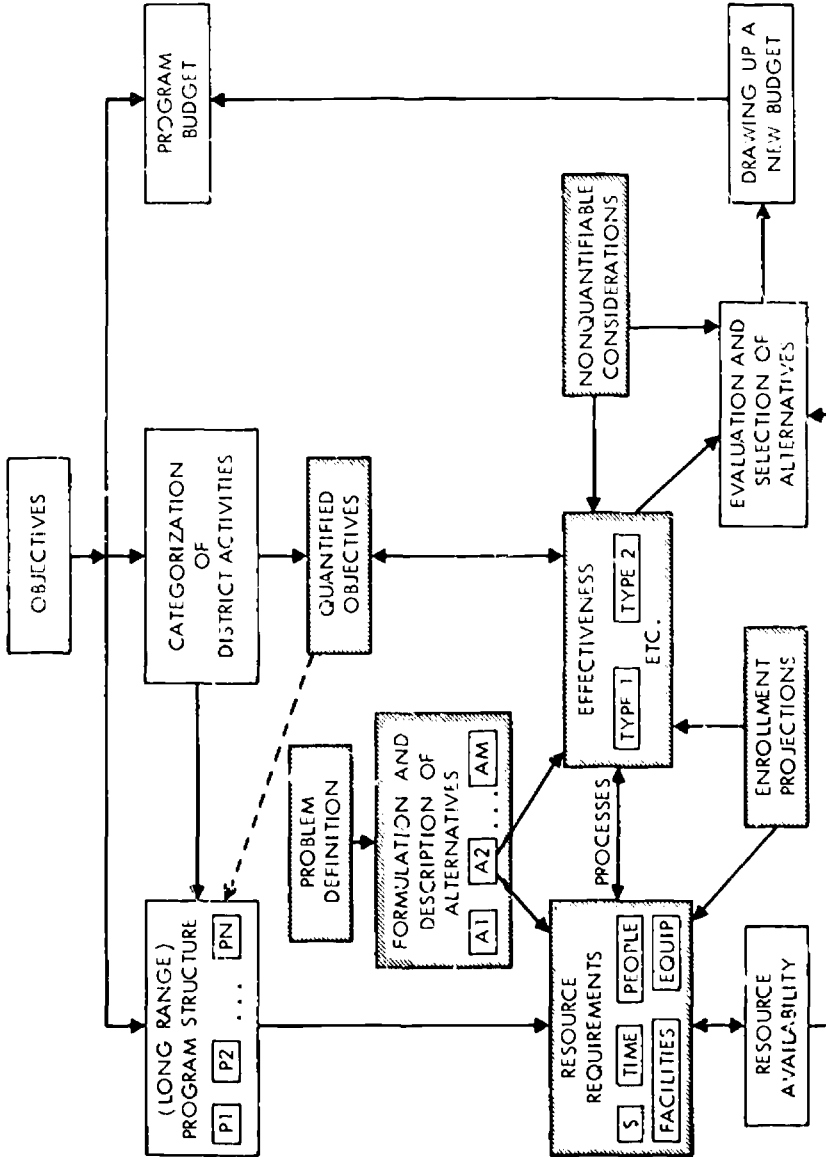 OBJECTIVES
(LONG RANGE)
PROGRAM STRUCTURE
P1 P2 ... PN
CATEGORIZATION
OF
DISTRICT ACTIVITIES
PROGRAM
BUDGET
QUANTIFIED
OBJECTIVES
PROBLEM
DEFINITION
FORMULATION AND
DESCRIPTION OF
ALTERNATIVES
A1 A2 .... AM
RESOURCE
REQUIREMENTS
S TIME PEOPLE
FACILITIES EQUIP
PROCESSES
EFFECTIVENESS
TYPE 1 TYPE 2
ETC.
NONQUANTIFIABLE
CONSIDERATIONS
RESOURCE
AVAILABILITY
ENROLLMENT
PROJECTIONS
EVALUATION AND
SELECTION OF
ALTERNATIVES
DRAWING UP A
NEW BUDGET